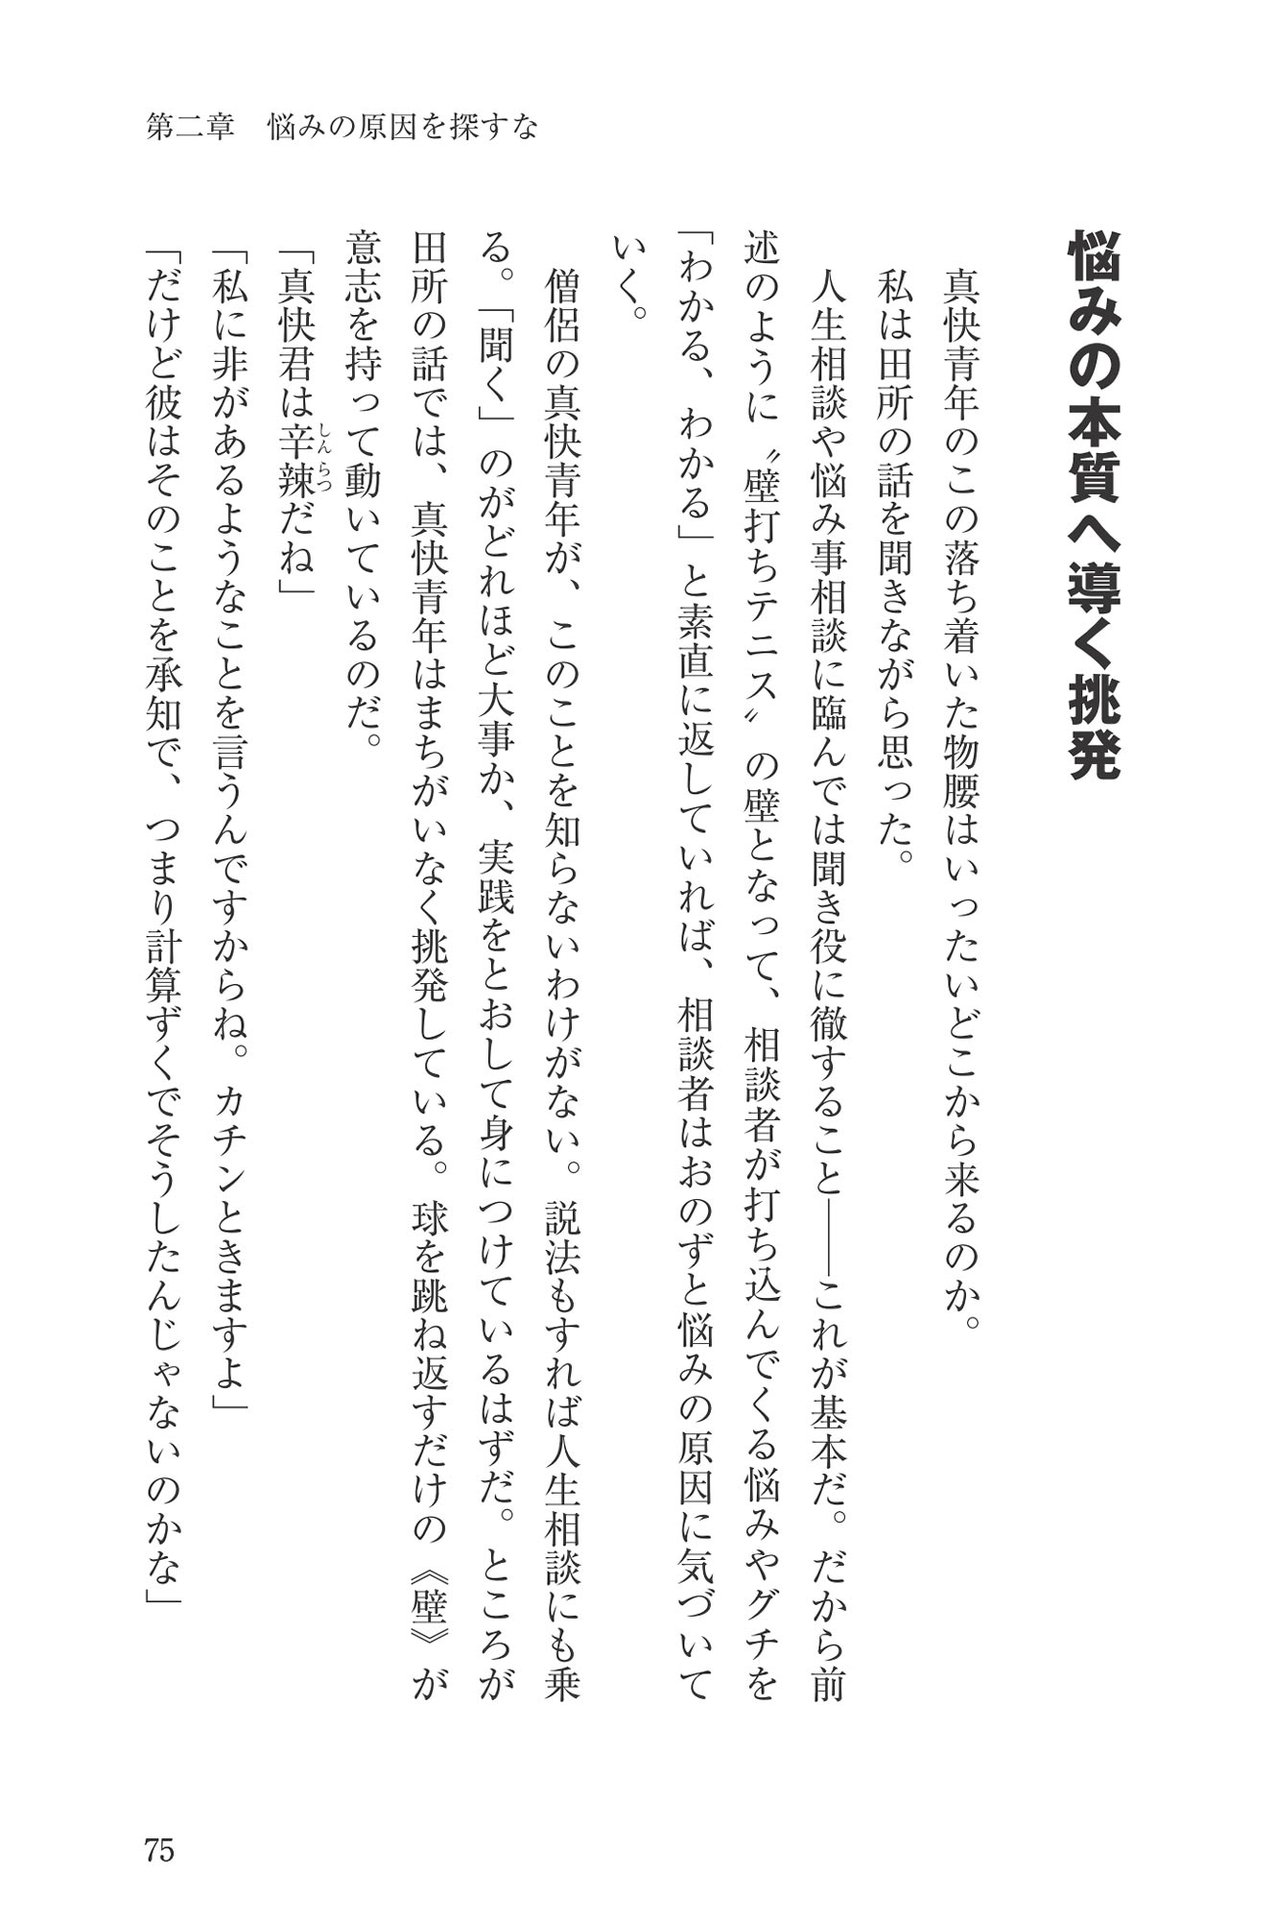 第二章　悩みの原因を探すな
悩みの本質へ導く挑発
真快青年のこの落ち着いた物腰はいったいどこから来るのか。
私は田所の話を聞きながら思った。
人生相談や悩み事相談に臨んでは聞き役に徹すること――これが基本だ。だから前
述のように〝壁打ちテニス〟の壁となって、相談者が打ち込んでくる悩みやグチを
「わかる、わかる」と素直に返していれば、相談者はおのずと悩みの原因に気づいて
いく。
僧侶の真快青年が、このことを知らないわけがない。説法もすれば人生相談にも乗
る。「聞く」のがどれほど大事か、実践をとおして身につけているはずだ。ところが
田所の話では、真快青年はまちがいなく挑発している。球を跳ね返すだけの《壁》が
意志を持って動いているのだ。
「真快君は辛辣だね」
しんらつ
「私に非があるようなことを言うんですからね。カチンときますよ」
「だけど彼はそのことを承知で、つまり計算ずくでそうしたんじゃないのかな」
75